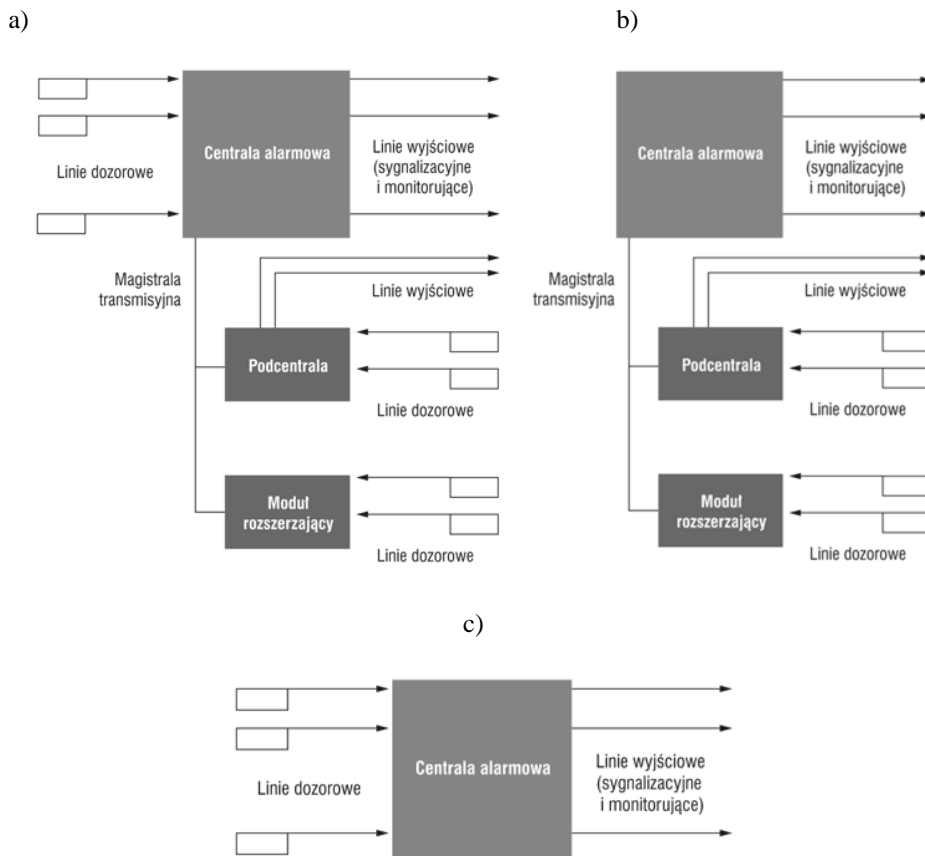 a)
b)
Centrala alarmowa
Linie dozorowe
Linie wyjściowe
(sygnalizacyjne
i monitorujące)
Magistrala
transmisyjna
Linie wyjściowe
Podcentrala
Linie dozorowe
Moduł
rozszerzający
Linie dozorowe
Centrala alarmowa
Linie wyjściowe
(sygnalizacyjne
i monitorujące)
Magistrala
transmisyjna
Linie wyjściowe
Podcentrala
Linie dozorowe
Moduł
rozszerzający
Linie dozorowe
c)
Linie dozorowe
Centrala alarmowa
Linie wyjściowe
(sygnalizacyjne
i monitorujące)